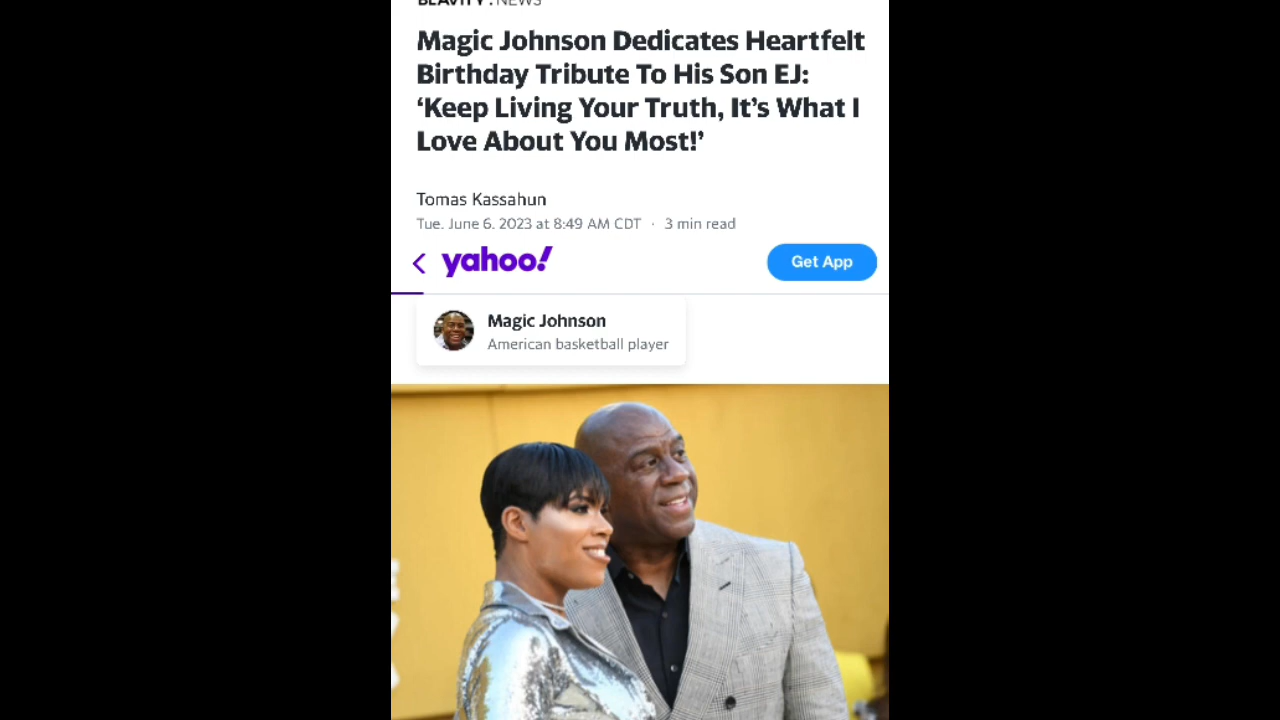 BLAVITY : NEWS
Magic Johnson Dedicates Heartfelt
Birthday Tribute To His Son EJ:
‘Keep Living Your Truth, It’s What I
Love About You Most!’
Tomas Kassahun
Tue, June 6, 2023 at 8:49 AM CDT · 3 min read
yahoo!
Get App
Magic Johnson
American basketball player